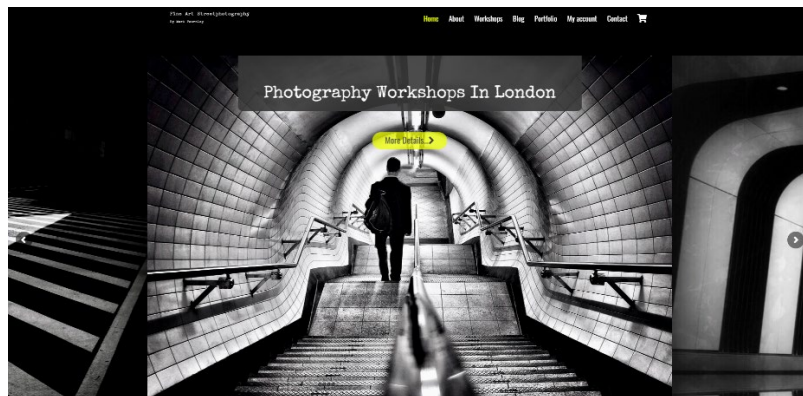 Fine Art Streetphotography
Home About Workshops Blog Portfolio My account Contact
Photography Workshops In London
More Details..